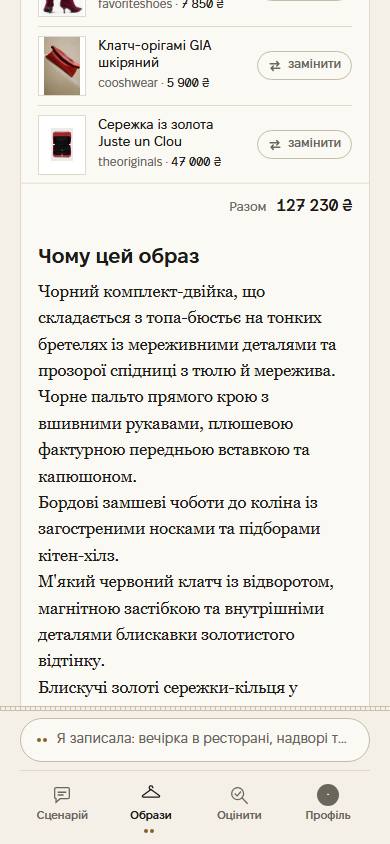 favoriteshoes · 7 850 ₴
Клатч-орігамі GIA
шкіряний
cooshwear · 5 900 ₴
замінити
Сережка із золота
Juste un Clou
theoriginals · 47 000 ₴
замінити
Разом 127 230 ₴
Чому цей образ
Чорний комплект-двійка, що
складається з топа-бюстьє на тонких
бретелях із мереживними деталями та
прозорої спідниці з тюлю й мережива.
Чорне пальто прямого крою з
вшивними рукавами, плюшевою
фактурною передньою вставкою та
капюшоном.
Бордові замшеві чоботи до коліна із
загостреними носками та підборами
кітен-хілз.
М'який червоний клатч із відворотом,
магнітною застібкою та внутрішніми
деталями блискавки золотистого
відтінку.
Блискучі золоті сережки-кільця у
Я записала: вечірка в ресторані, надворі т...
Сценарій
Образи
Оцінити
Профіль